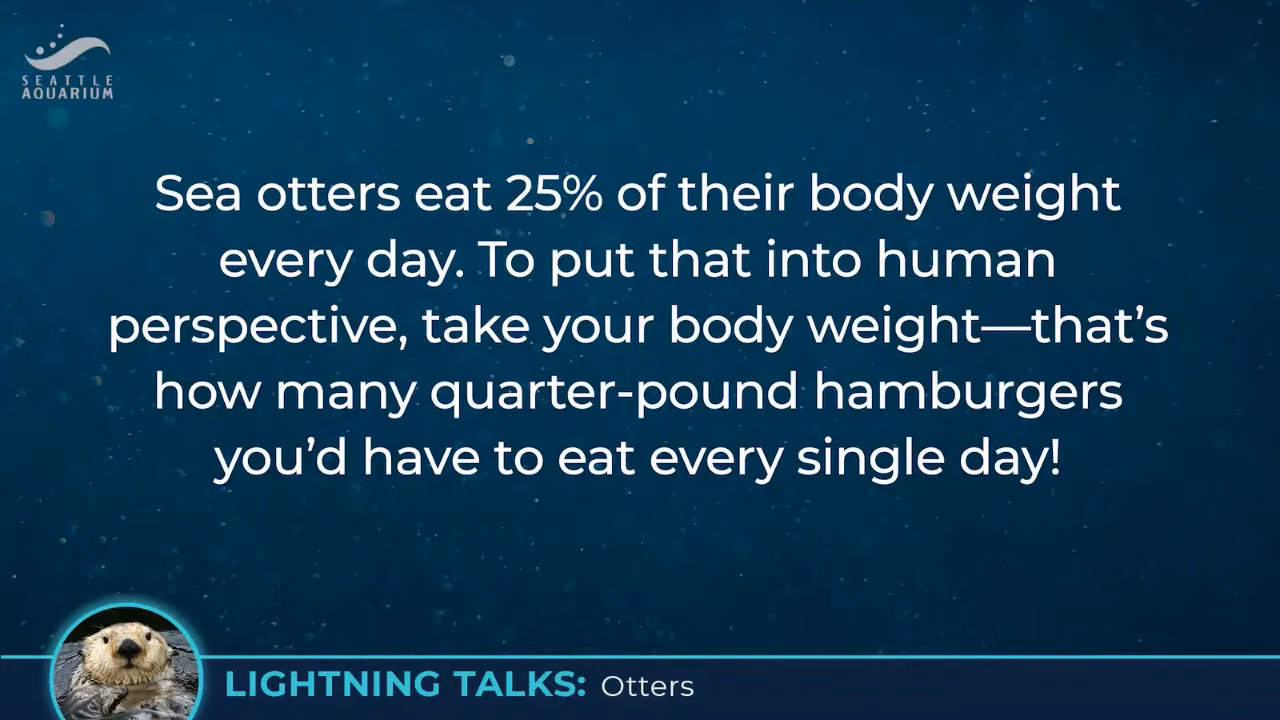 SEATTLE
AQUARIUM
Sea otters eat 25% of their body weight
every day. To put that into human
perspective, take your body weight—that’s
how many quarter-pound hamburgers
you’d have to eat every single day!
LIGHTNING TALKS: Otters